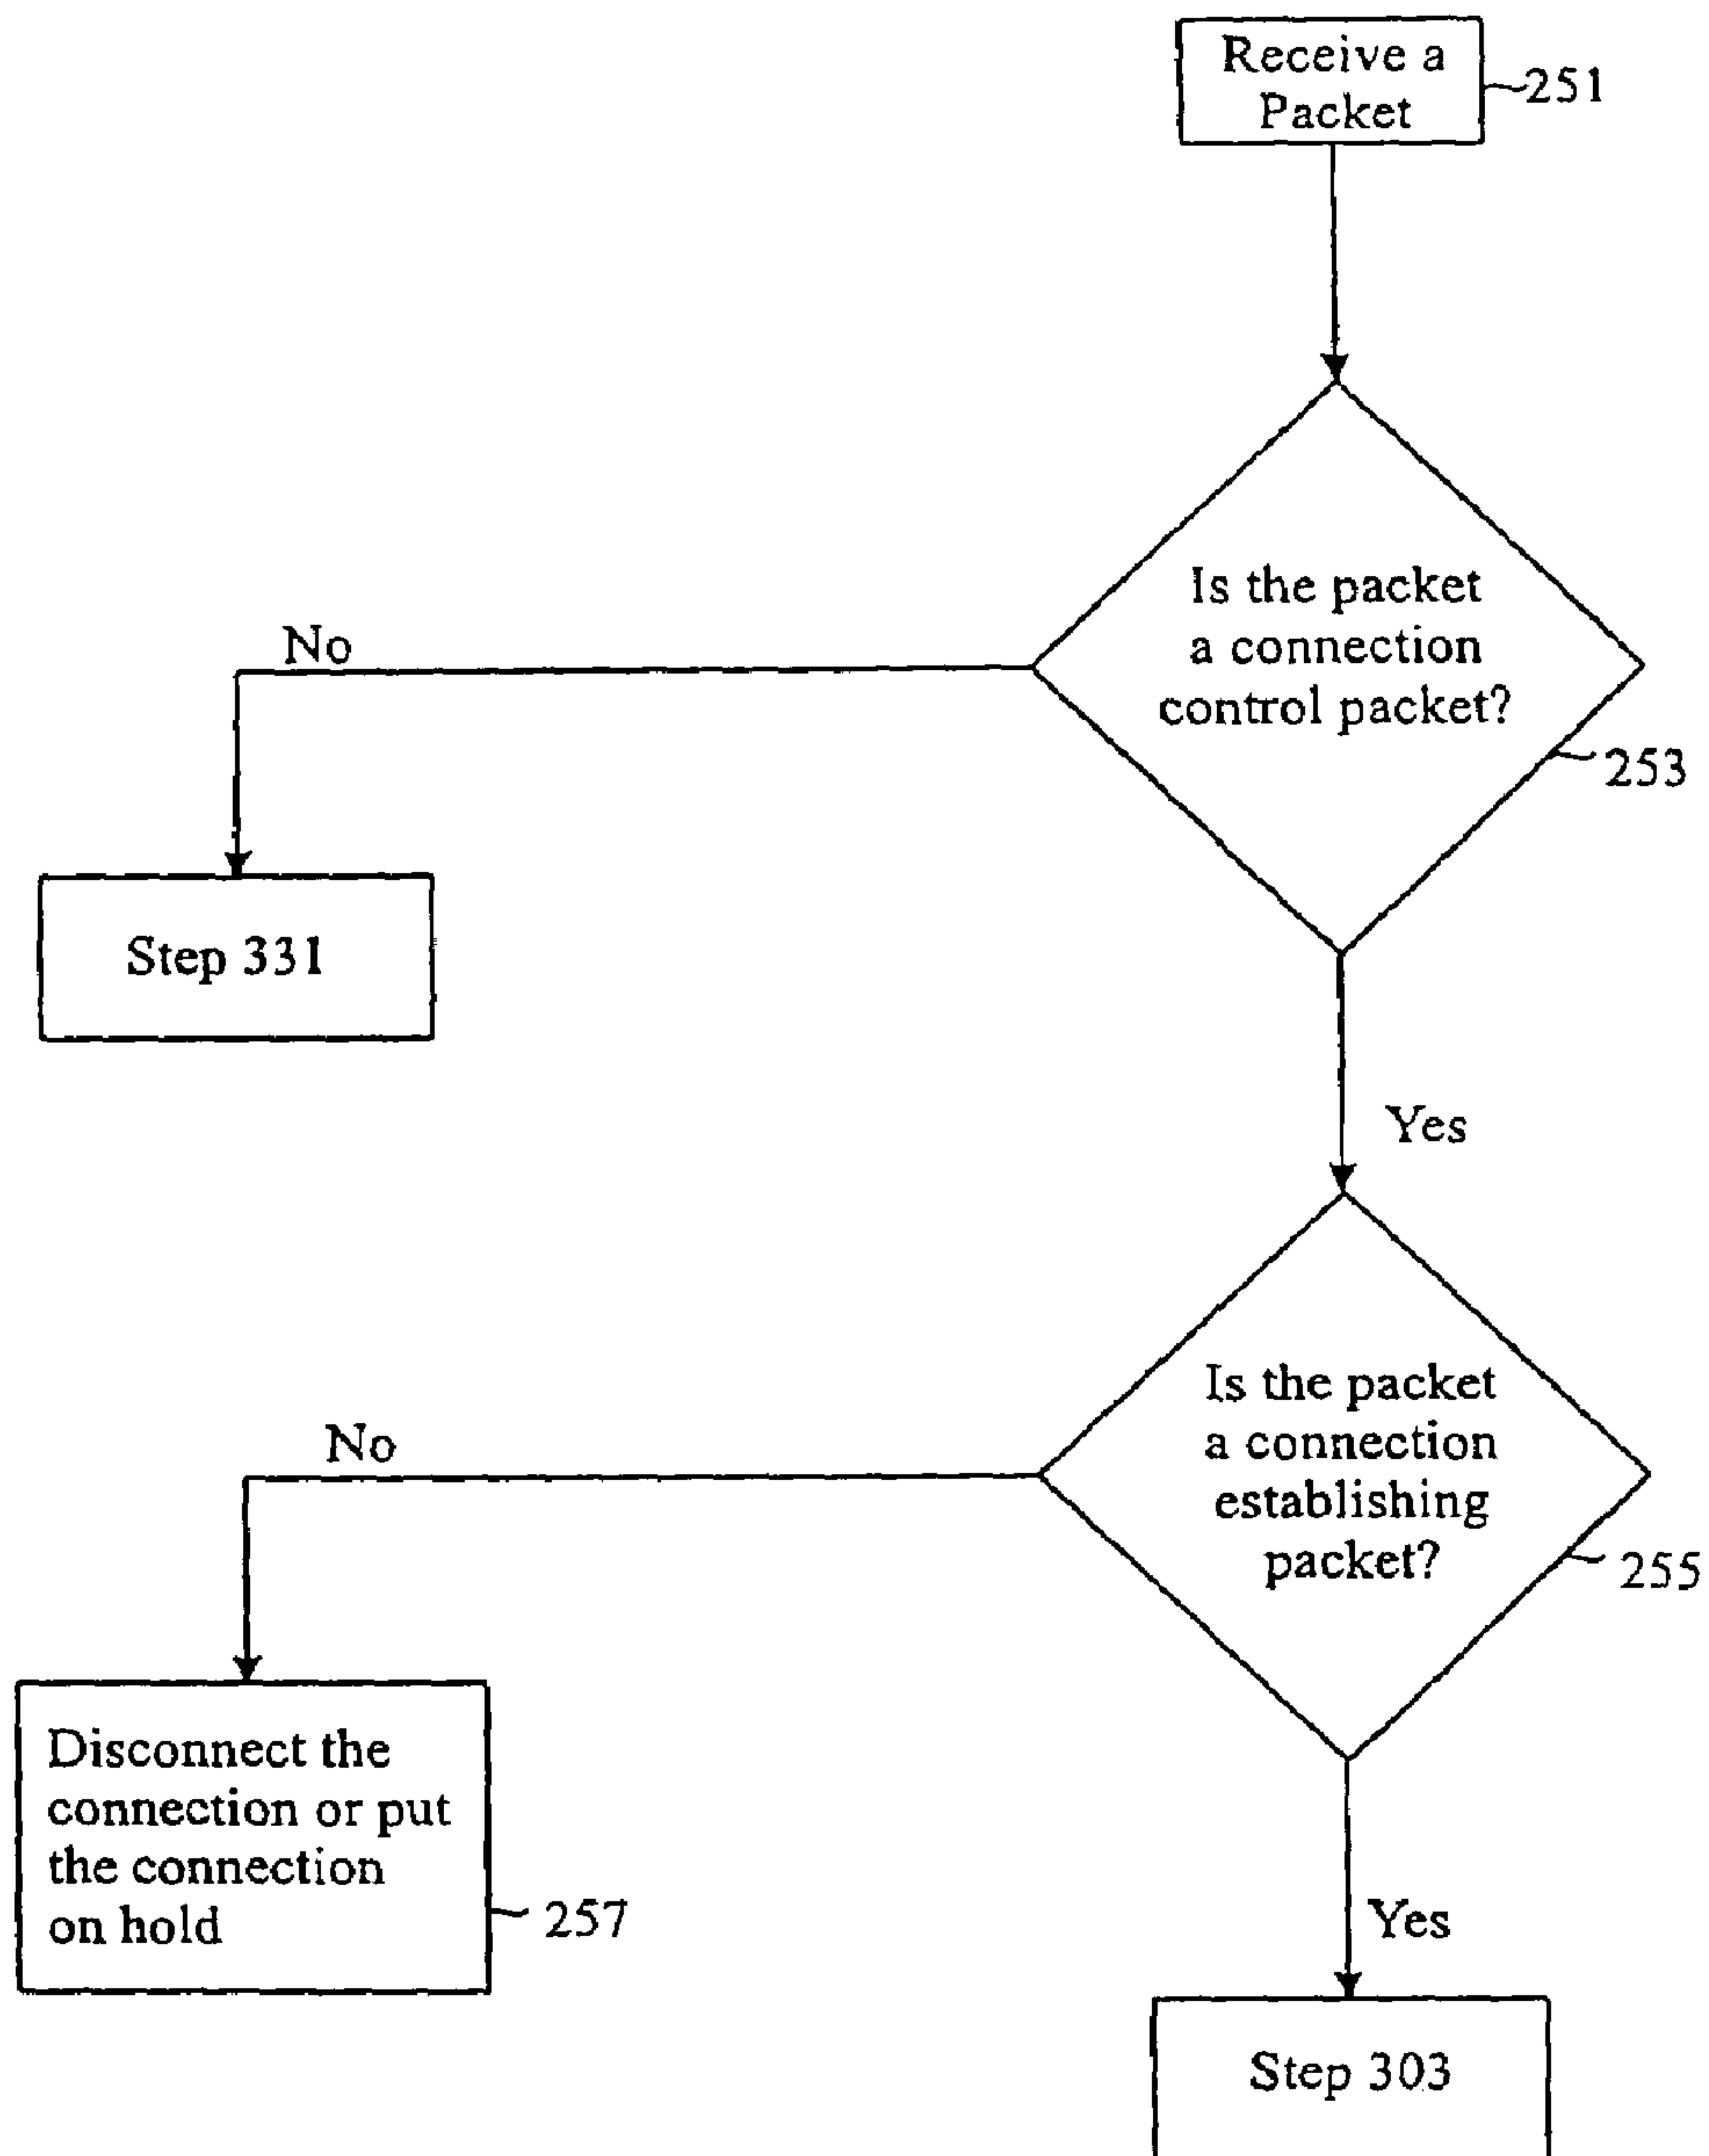 Receive a
Packet
251
Is the packet
a connection
control packet?
253
No
Step 331
Yes
Is the packet
a connection
establishing
packet?
255
No
Disconnect the
connection or put
the connection
on hold
257
Yes
Step 303